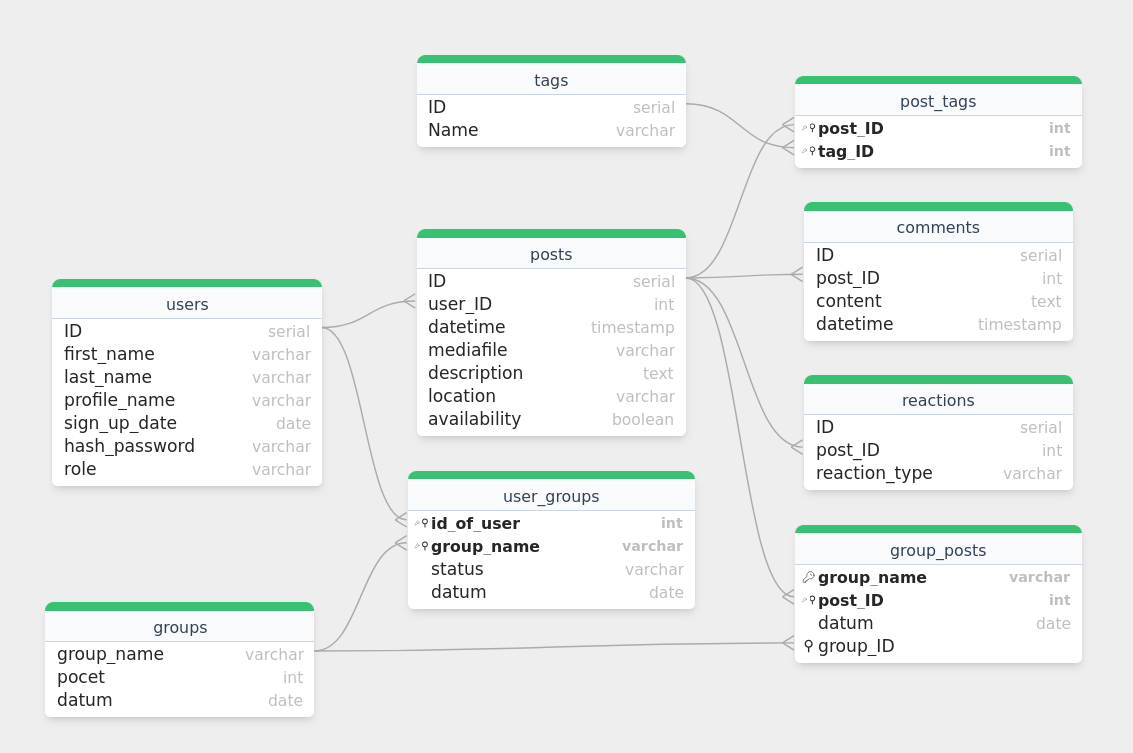 tags
ID serial
Name varchar
post_tags
post_ID int
tag_ID int
comments
ID serial
post_ID int
content text
datetime timestamp
posts
ID serial
user_ID int
datetime timestamp
mediafile varchar
description text
location varchar
availability boolean
users
ID serial
first_name varchar
last_name varchar
profile_name varchar
sign_up_date date
hash_password varchar
role varchar
reactions
ID serial
post_ID int
reaction_type varchar
user_groups
id_of_user int
group_name varchar
status varchar
datum date
group_posts
group_name varchar
post_ID int
datum date
group_ID
groups
group_name varchar
pocet int
datum date